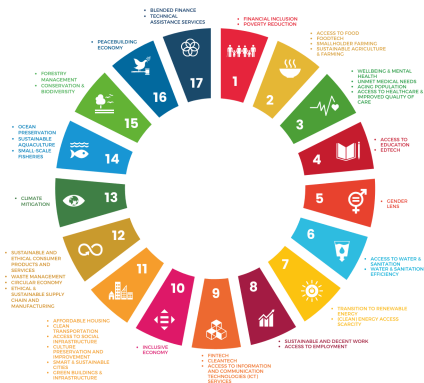 • FINANCIAL INCLUSION
• POVERTY REDUCTION
1
• ACCESS TO FOOD
• FOODTECH
• SMALLHOLDER FARMING
• SUSTAINABLE AGRICULTURE
& FARMING
2
• WELLBEING & MENTAL
HEALTH
• UNMET MEDICAL NEEDS
• AGING POPULATION
• ACCESS TO HEALTHCARE &
IMPROVED QUALITY OF
CARE
3
• ACCESS TO
EDUCATION
• EDTECH
4
• GENDER
LENS
5
• ACCESS TO WATER &
SANITATION
• WATER & SANITATION
EFFICIENCY
6
• TRANSITION TO RENEWABLE
ENERGY
• (CLEAN) ENERGY ACCESS
SCARCITY
7
• SUSTAINABLE AND DECENT WORK
• ACCESS TO EMPLOYMENT
8
• FINTECH
• CLEANTECH
• ACCESS TO INFORMATION
AND COMMUNICATION
TECHNOLOGIES (ICT)
SERVICES
9
• INCLUSIVE
ECONOMY
10
• AFFORDABLE HOUSING
• CLEAN
TRANSPORTATION
• ACCESS TO SOCIAL
INFRASTRUCTURE
• CULTURE
PRESERVATION AND
IMPROVEMENT
• SMART & SUSTAINABLE
CITIES
• GREEN BUILDINGS &
INFRASTRUCTURE
11
• SUSTAINABLE AND
ETHICAL CONSUMER
PRODUCTS AND
SERVICES
• WASTE MANAGEMENT
• CIRCULAR ECONOMY
• ETHICAL &
SUSTAINABLE SUPPLY
CHAIN AND
MANUFACTURING
12
• CLIMATE
MITIGATION
13
• OCEAN
PRESERVATION
• SUSTAINABLE
AQUACULTURE
• SMALL-SCALE
FISHERIES
14
• FORESTRY
MANAGEMENT
• CONSERVATION &
BIODIVERSITY
15
• PEACEBUILDING
ECONOMY
16
• BLENDED FINANCE
• TECHNICAL
ASSISTANCE SERVICES
17